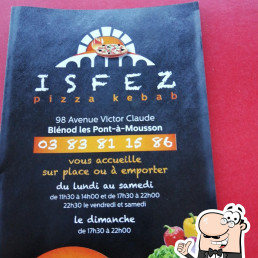 ISFEZ
pizza kebab
98 Avenue Victor Claude
Blénod les Pont-à-Mousson
03 83 81 15 86
vous accueille
sur place ou à emporter
du lundi au samedi
de 11h30 à 14h00 et de 17h30 à 22h00
22h30 le vendredi et samedi
le dimanche
de 17h30 à 22h00